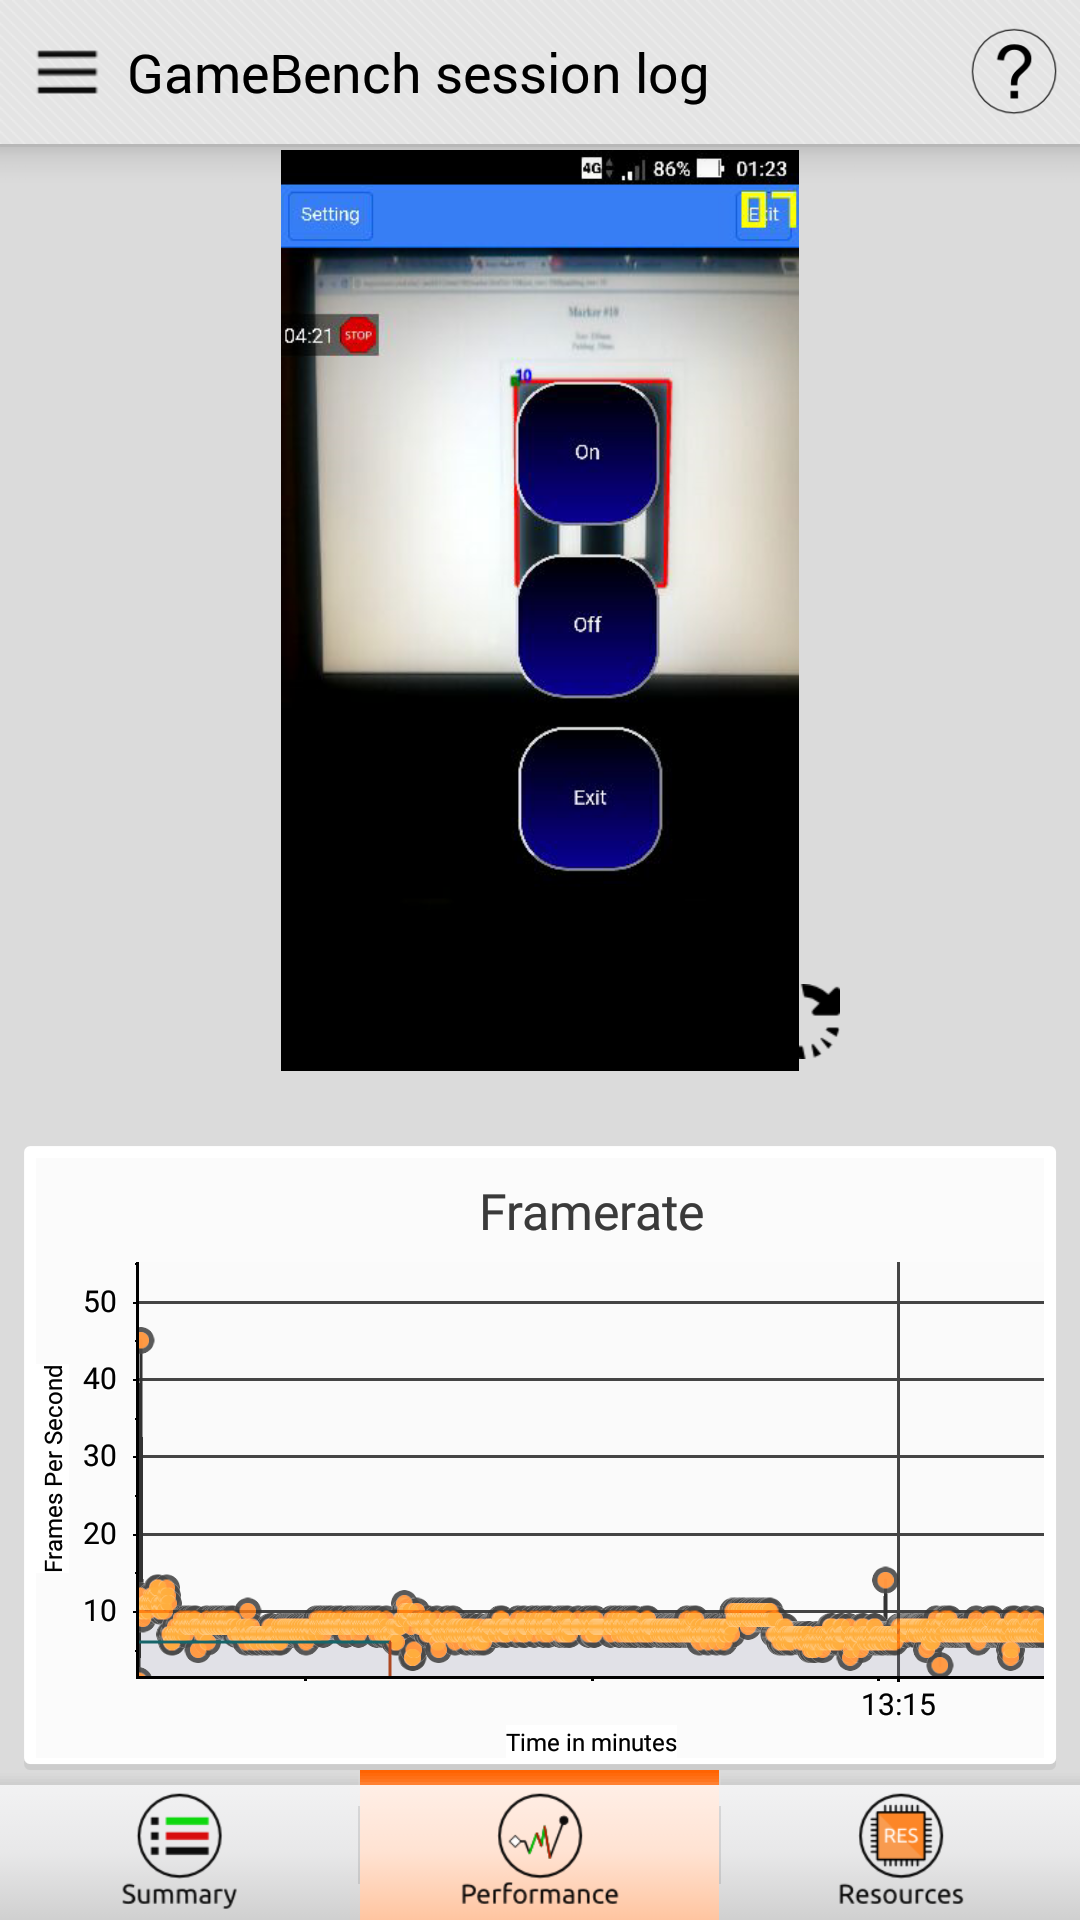 GameBench session log
?
4G 86% 01:23
Setting
07
Marker #10
04:21 STOP
10
On
Off
Exit
Framerate
Frames Per Second
50
40
30
20
10
13:15
Time in minutes
RES
Summary
Performance
Resources